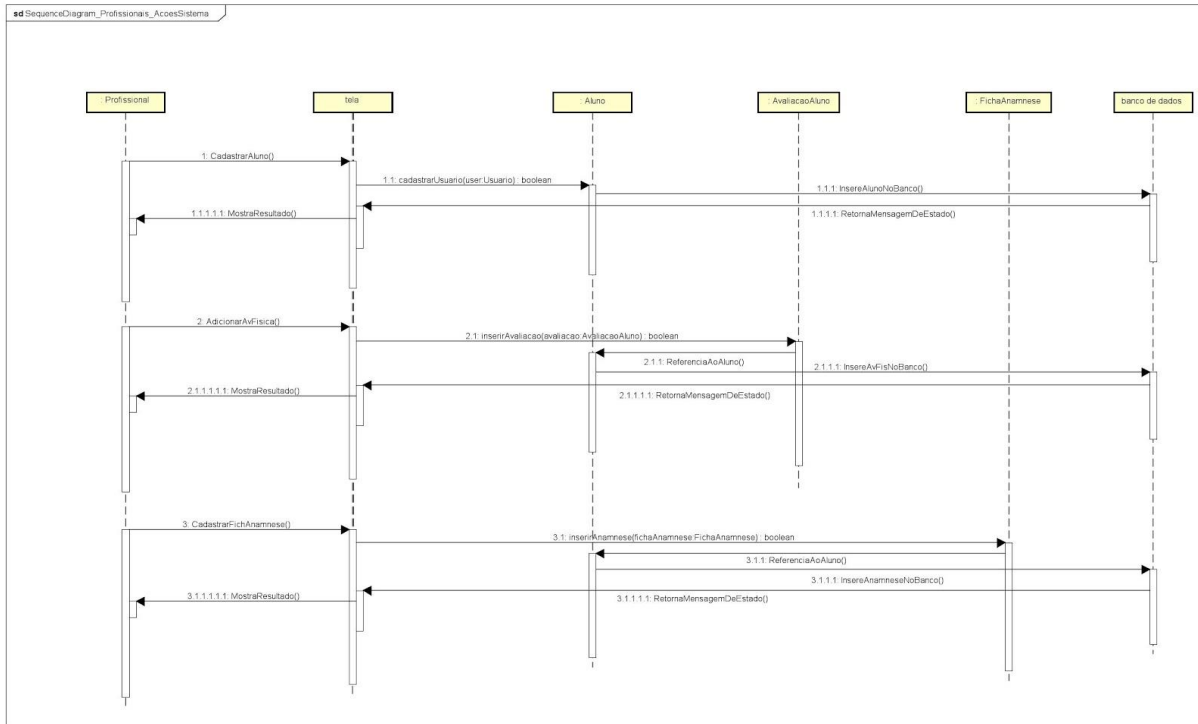 sd SequenceDiagram_Profissionais_AcoesSistema
: Profissional
tela
: Aluno
: AvaliacaoAluno
: FichaAnamnese
banco de dados
1: CadastrarAluno()
1.1: cadastrarUsuario(user:Usuario) : boolean
1.1.1: InsereAlunoNoBanco()
1.1.1.1: RetornaMensagemDeEstado()
1.1.1.1.1: MostraResultado()
2: AdicionarAvFisica()
2.1: inserirAvaliacao(avaliacao:AvaliacaoAluno) : boolean
2.1.1: ReferenciaAoAluno()
2.1.1.1: InsereAvFisNoBanco()
2.1.1.1.1: RetornaMensagemDeEstado()
2.1.1.1.1.1: MostraResultado()
3: CadastrarFichAnamnese()
3.1: inserirAnamnese(fichaAnamnese:FichaAnamnese) : boolean
3.1.1: ReferenciaAoAluno()
3.1.1.1: InsereAnamneseNoBanco()
3.1.1.1.1: RetornaMensagemDeEstado()
3.1.1.1.1.1: MostraResultado()